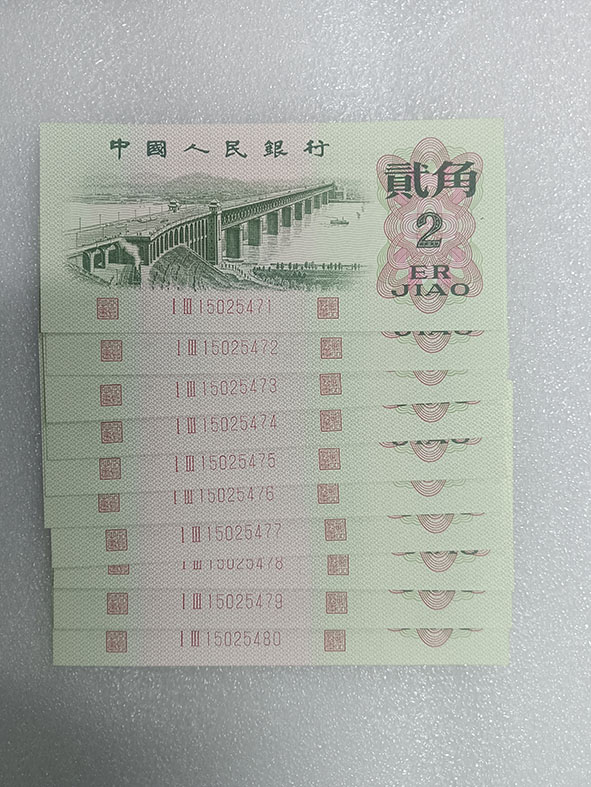 中國人民銀行
貳角
2
ER
JIAO
I III 15025471
I III 15025472
I III 15025473
I III 15025474
I III 15025475
I III 15025476
I III 15025477
I III 15025478
I III 15025479
I III 15025480